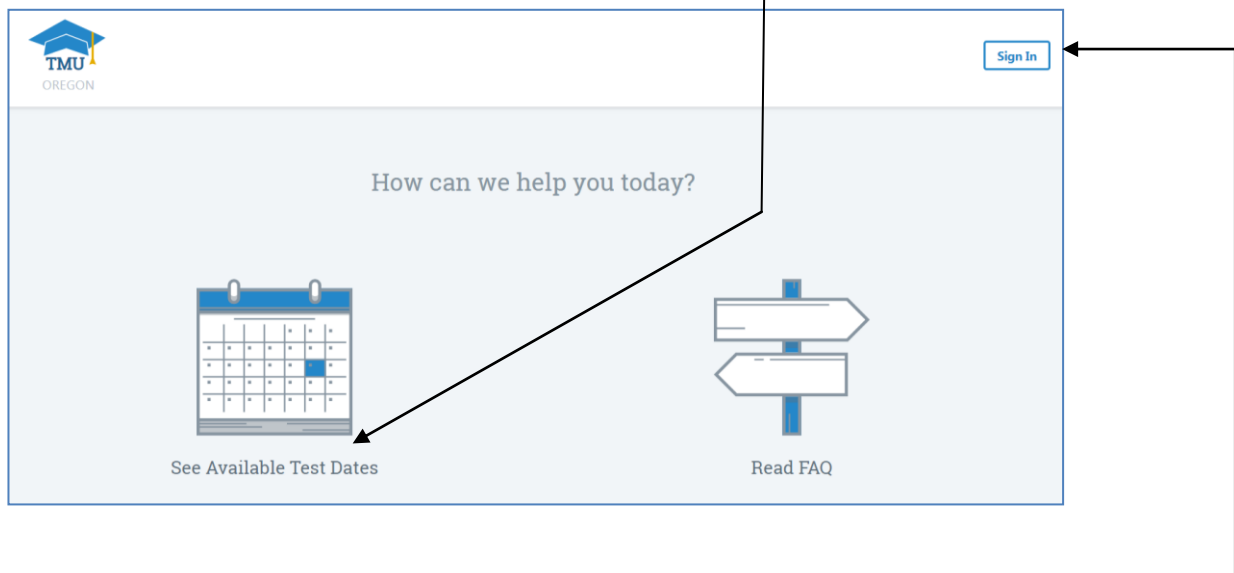 TMU
OREGON
Sign In
How can we help you today?
See Available Test Dates
Read FAQ